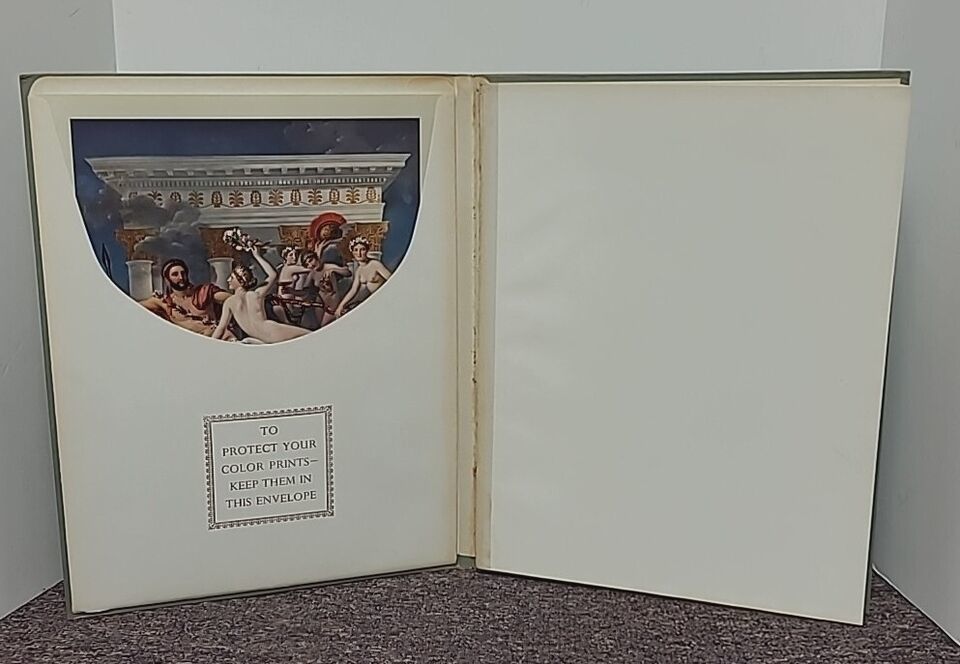 TO
PROTECT YOUR
COLOR PRINTS—
KEEP THEM IN
THIS ENVELOPE